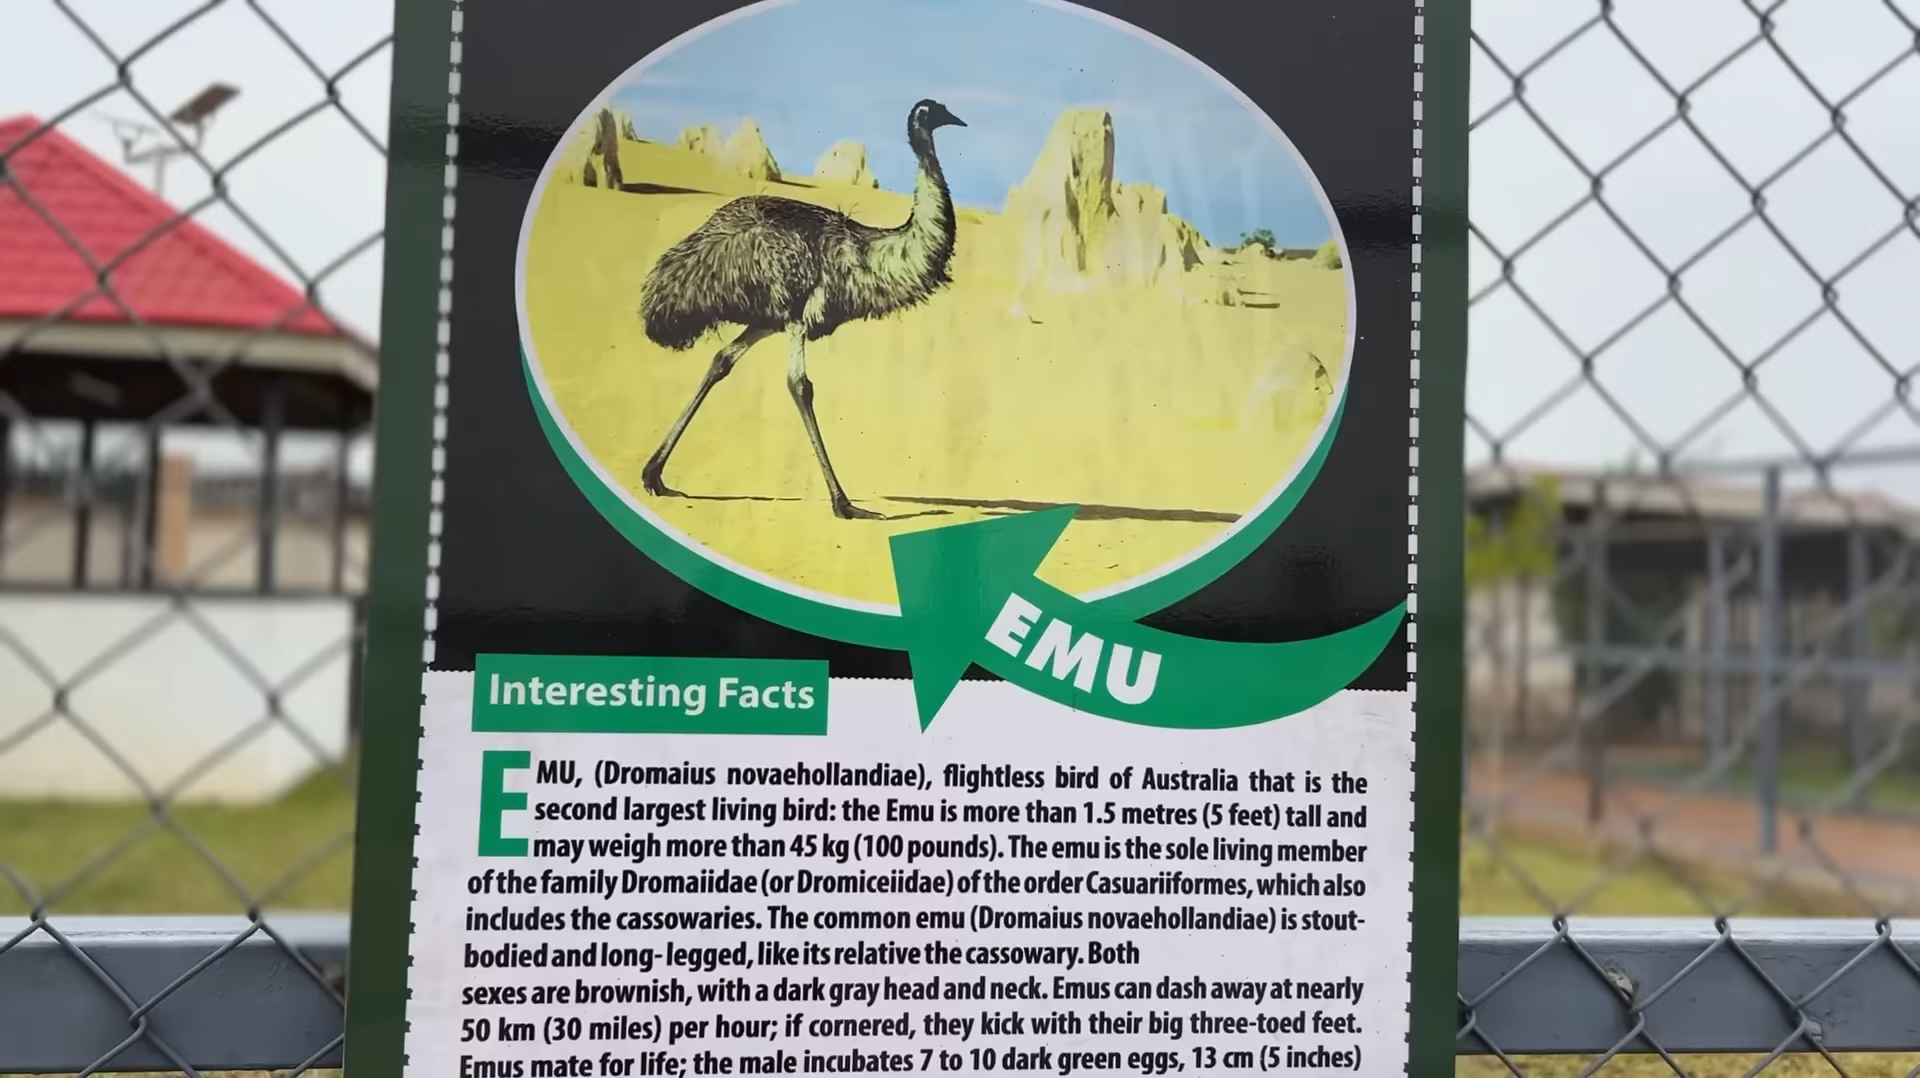 EMU
Interesting Facts
EMU, (Dromaius novaehollandiae), flightless bird of Australia that is the
second largest living bird: the Emu is more than 1.5 metres (5 feet) tall and
may weigh more than 45 kg (100 pounds). The emu is the sole living member
of the family Dromaiidae (or Dromiceiidae) of the order Casuariiformes, which also
includes the cassowaries. The common emu (Dromaius novaehollandiae) is stout-
bodied and long- legged, like its relative the cassowary. Both
sexes are brownish, with a dark gray head and neck. Emus can dash away at nearly
50 km (30 miles) per hour; if cornered, they kick with their big three-toed feet.
Emus mate for life; the male incubates 7 to 10 dark green eggs, 13 cm (5 inches)